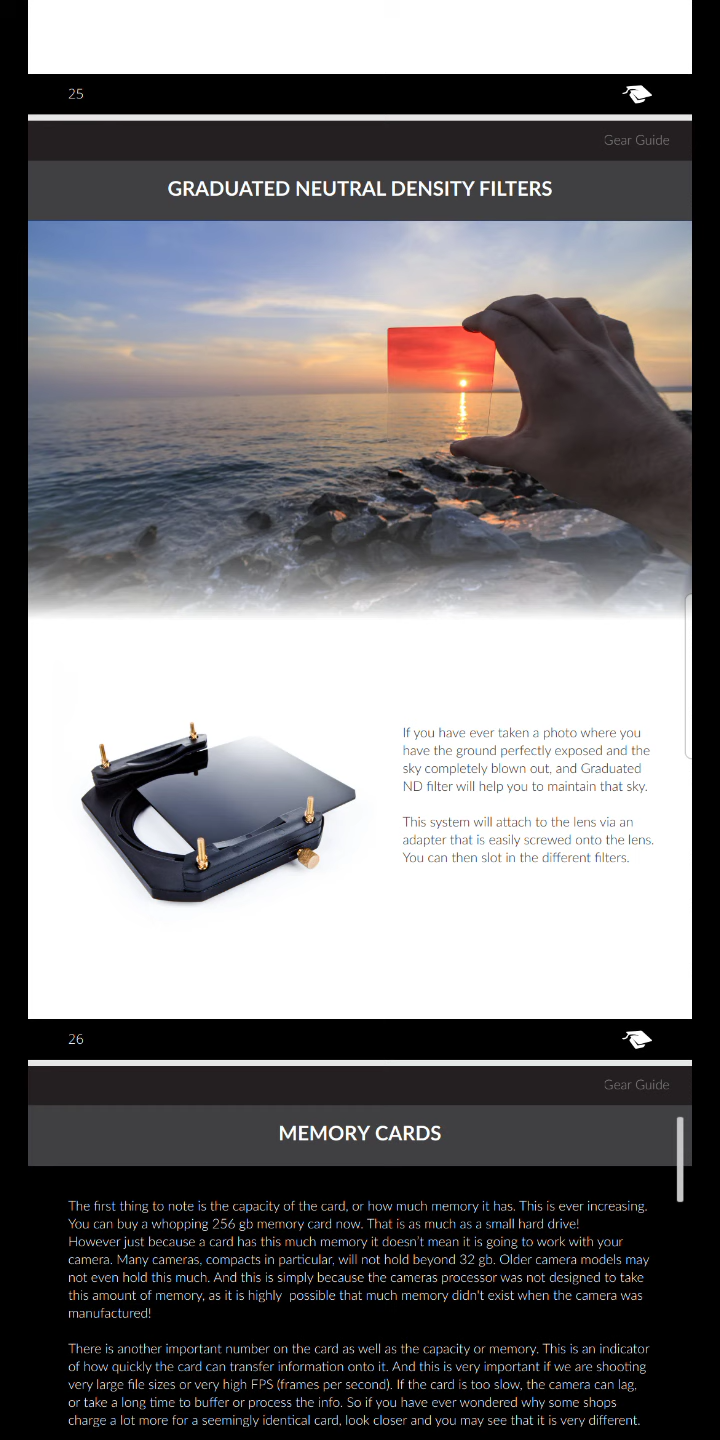 25
Gear Guide
GRADUATED NEUTRAL DENSITY FILTERS
If you have ever taken a photo where you
have the ground perfectly exposed and the
sky completely blown out, and Graduated
ND filter will help you to maintain that sky.
This system will attach to the lens via an
adapter that is easily screwed onto the lens.
You can then slot in the different filters.
26
Gear Guide
MEMORY CARDS
The first thing to note is the capacity of the card, or how much memory it has. This is ever increasing.
You can buy a whopping 256 gb memory card now. That is as much as a small hard drive!
However just because a card has this much memory it doesn't mean it is going to work with your
camera. Many cameras, compacts in particular, will not hold beyond 32 gb. Older camera models may
not even hold this much. And this is simply because the cameras processor was not designed to take
this amount of memory, as it is highly possible that much memory didn't exist when the camera was
manufactured!
There is another important number on the card as well as the capacity or memory. This is an indicator
of how quickly the card can transfer information onto it. And this is very important if we are shooting
very large file sizes or very high FPS (frames per second). If the card is too slow, the camera can lag,
or take a long time to buffer or process the info. So if you have ever wondered why some shops
charge a lot more for a seemingly identical card, look closer and you may see that it is very different.